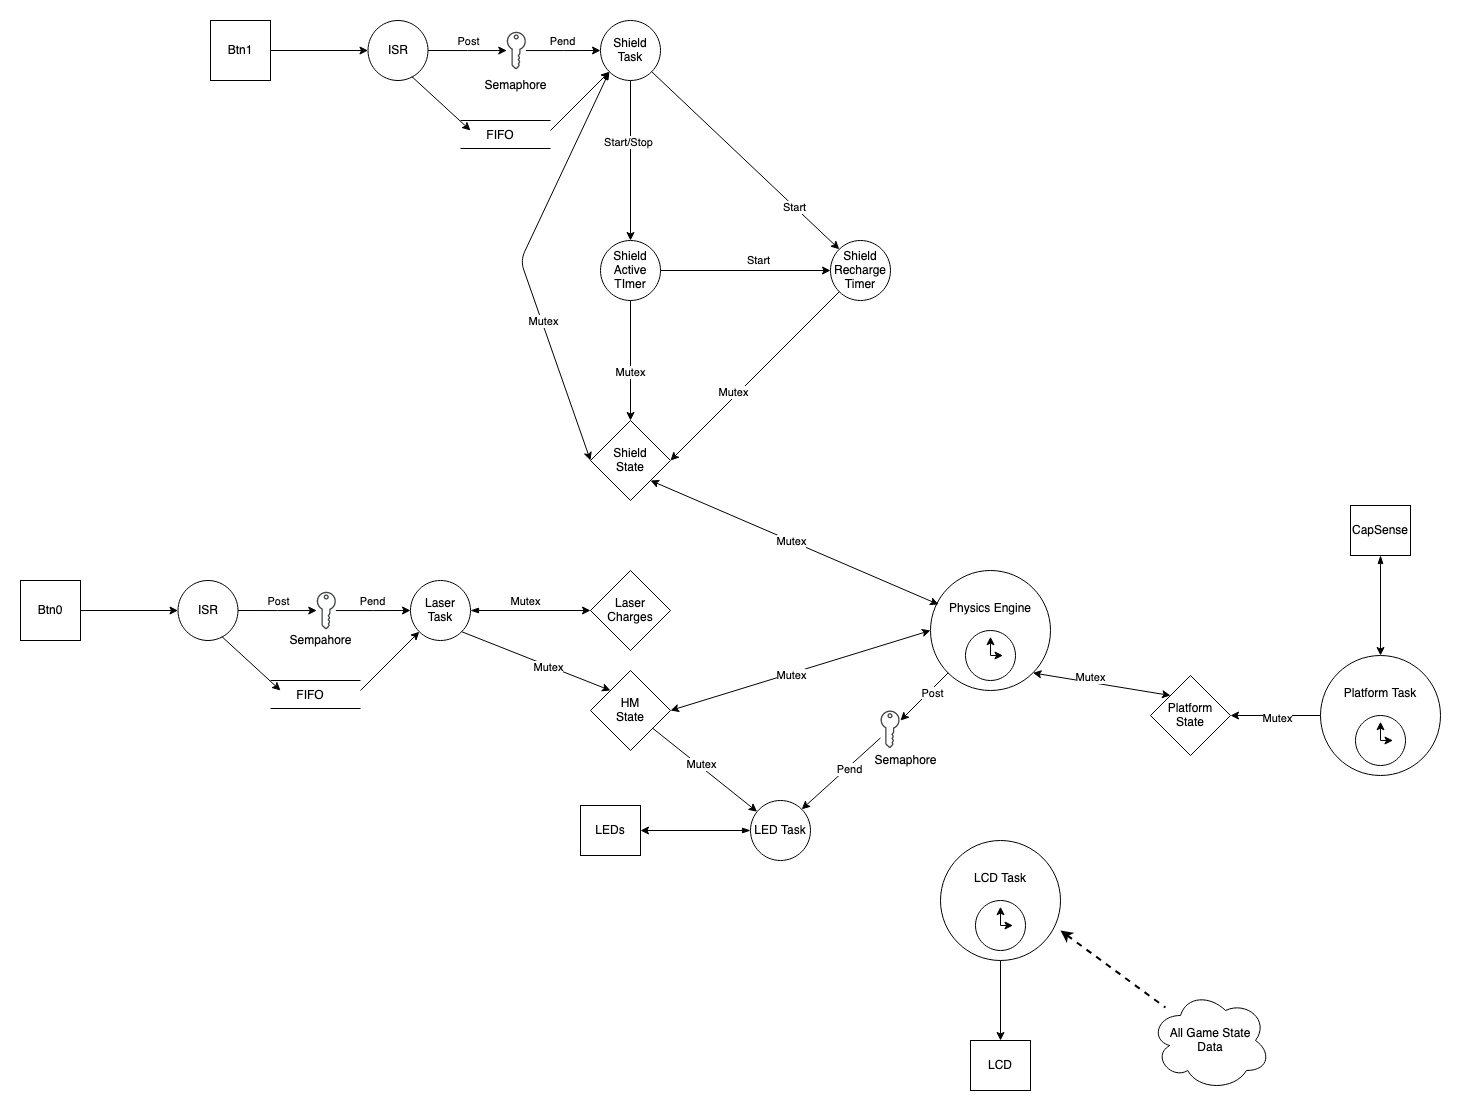 Btn1
ISR
Post
Pend
Shield
Task
Semaphore
FIFO
Start/Stop
Start
Shield
Active
TImer
Start
Shield
Recharge
Timer
Mutex
Mutex
Mutex
Shield
State
Mutex
CapSense
Btn0
ISR
Post
Pend
Laser
Task
Mutex
Laser
Charges
Physics Engine
Sempahore
FIFO
Mutex
HM
State
Mutex
Mutex
Post
Platform
State
Mutex
Platform Task
Semaphore
Mutex
Pend
LEDs
LED Task
LCD Task
All Game State
Data
LCD